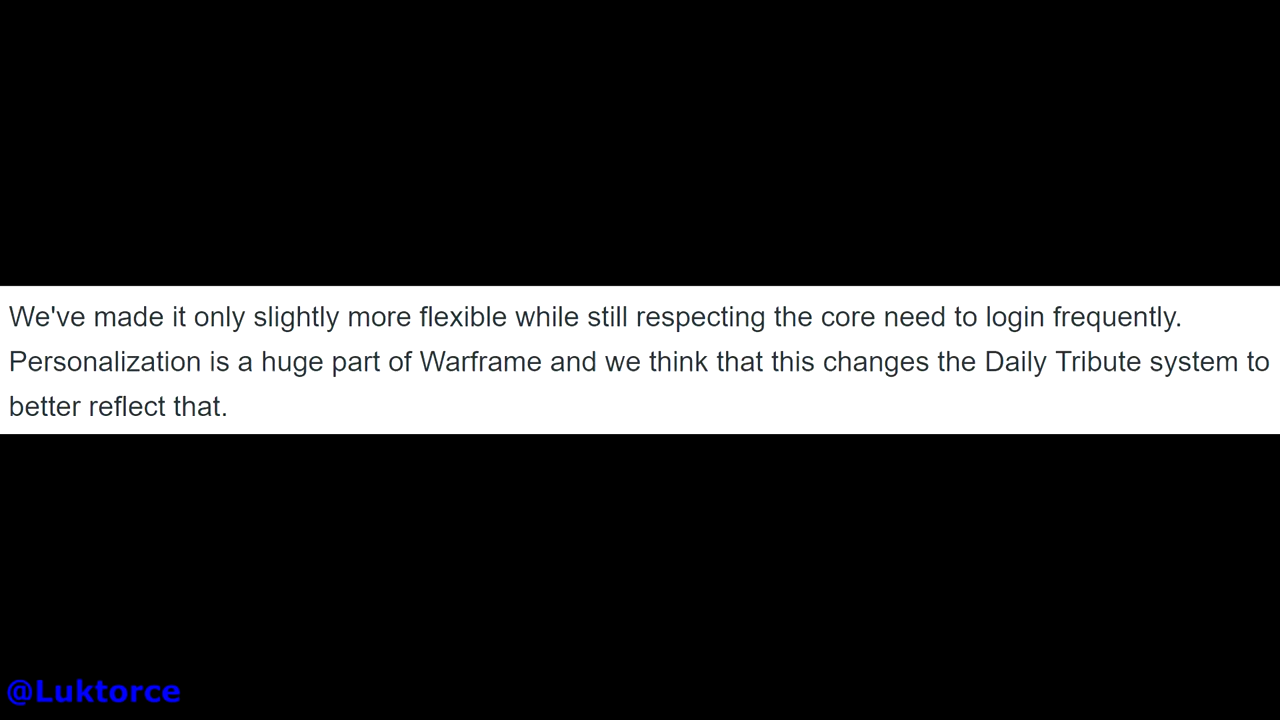 We've made it only slightly more flexible while still respecting the core need to login frequently.
Personalization is a huge part of Warframe and we think that this changes the Daily Tribute system to
better reflect that.
@Luktorce